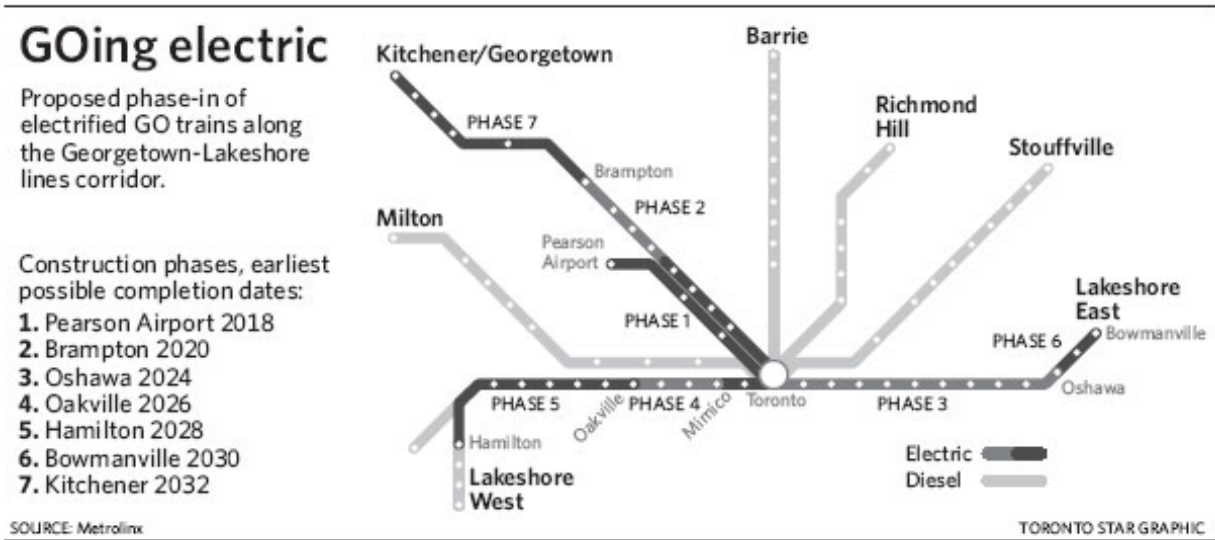 GOing electric
Proposed phase-in of
electrified GO trains along
the Georgetown-Lakeshore
lines corridor.
Construction phases, earliest
possible completion dates:
1. Pearson Airport 2018
2. Brampton 2020
3. Oshawa 2024
4. Oakville 2026
5. Hamilton 2028
6. Bowmanville 2030
7. Kitchener 2032
Kitchener/Georgetown
Barrie
Richmond
Hill
Stouffville
PHASE 7
Brampton
PHASE 2
Milton
Pearson
Airport
PHASE 1
Lakeshore
East
PHASE 6
Bowmanville
PHASE 5
Oakville
PHASE 4
Mimico
Toronto
PHASE 3
Oshawa
Hamilton
Lakeshore
West
Electric
Diesel
SOURCE: Metrolinx
TORONTO STAR GRAPHIC